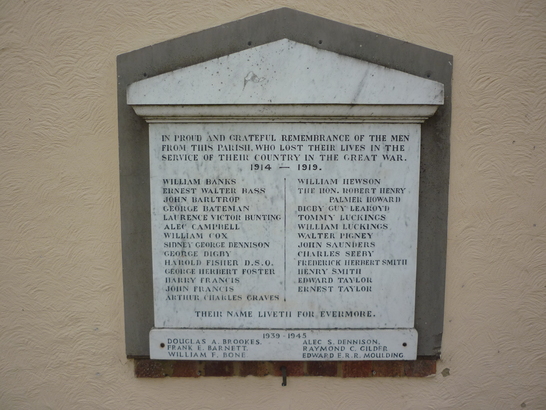 IN PROUD AND GRATEFUL REMEMBRANCE OF THE MEN
FROM THIS PARISH, WHO LOST THEIR LIVES IN THE
SERVICE OF THEIR COUNTRY IN THE GREAT WAR.
1914 — 1919.
WILLIAM BANKS
ERNEST WALTER BASS
JOHN BARLTROP
GEORGE BATEMAN
LAURENCE VICTOR BUNTING
ALEC CAMPBELL
WILLIAM COX
SIDNEY GEORGE DENNISON
GEORGE DIGBY
HAROLD FISHER D.S.O.
GEORGE HERBERT FOSTER
HARRY FRANCIS
JOHN FRANCIS
ARTHUR CHARLES GRAVES
WILLIAM HEWSON
THE HON. ROBERT HENRY
PALMER HOWARD
DIGBY GUY LEAROYD
TOMMY LUCKINGS
WILLIAM LUCKINGS
WALTER PIGNEY
JOHN SAUNDERS
CHARLES SEEBY
FREDERICK HERBERT SMITH
HENRY SMITH
EDWARD TAYLOR
ERNEST TAYLOR
THEIR NAME LIVETH FOR EVERMORE.
1939-1945
DOUGLAS A. BROOKES.
FRANK E. BARNETT.
WILLIAM F. BONE
ALEC S. DENNISON.
RAYMOND C. GILDER.
EDWARD E.R.R. MOULDING